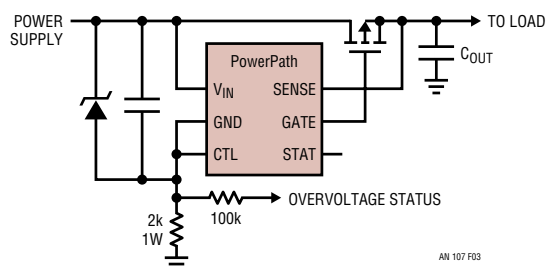 POWER
SUPPLY
TO LOAD
PowerPath
C_OUT
V_IN
SENSE
GND
GATE
CTL
STAT
OVERVOLTAGE STATUS
2k
1W
100k
AN 107 F03